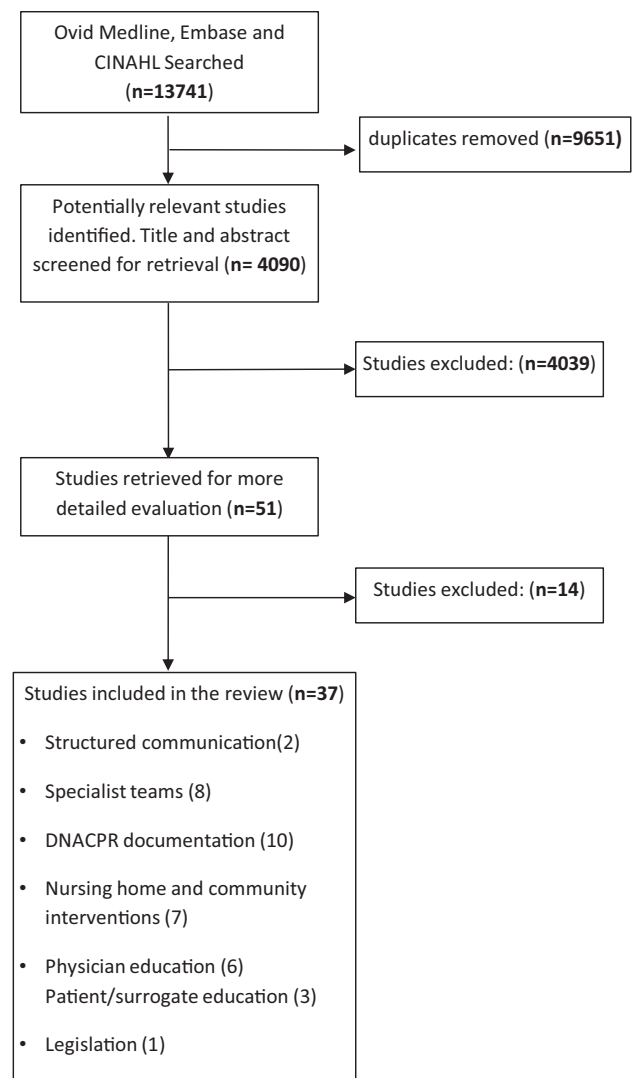 Ovid Medline, Embase and
CINAHL Searched
(n=13741)
duplicates removed (n=9651)
Potentially relevant studies
identified. Title and abstract
screened for retrieval (n= 4090)
Studies excluded: (n=4039)
Studies retrieved for more
detailed evaluation (n=51)
Studies excluded: (n=14)
Studies included in the review (n=37)
• Structured communication(2)
• Specialist teams (8)
• DNACPR documentation (10)
• Nursing home and community
interventions (7)
• Physician education (6)
Patient/surrogate education (3)
• Legislation (1)